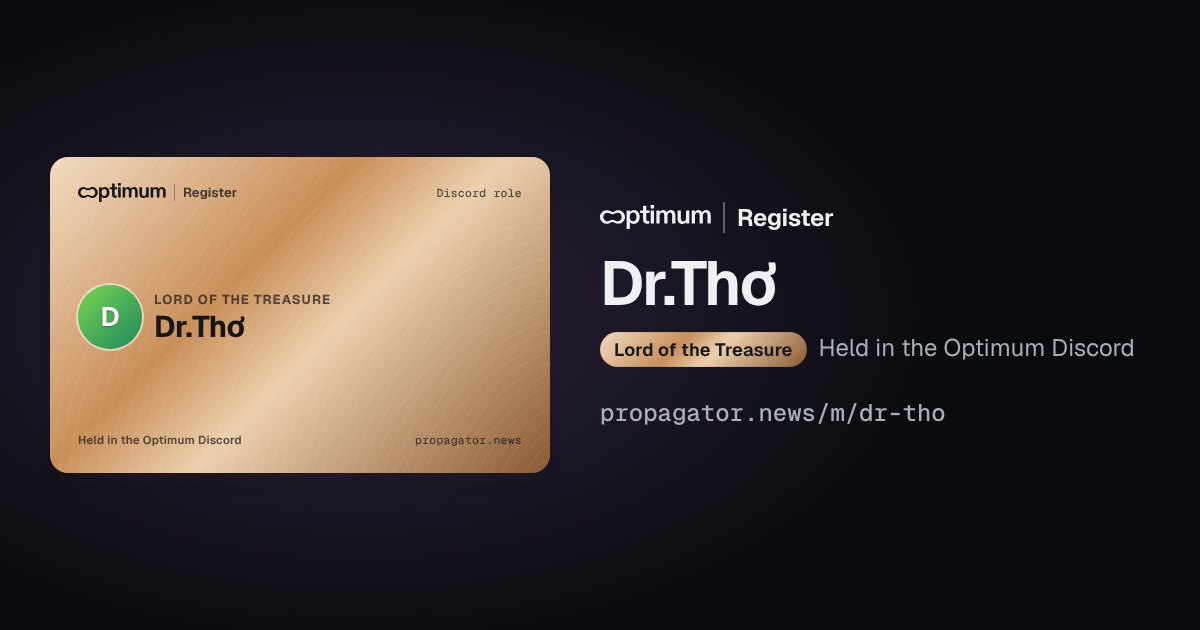 optimum | Register
Discord role
D
LORD OF THE TREASURE
Dr.Thơ
Held in the Optimum Discord
propagator.news
optimum | Register
Dr.Thơ
Lord of the Treasure
Held in the Optimum Discord
propagator.news/m/dr-tho